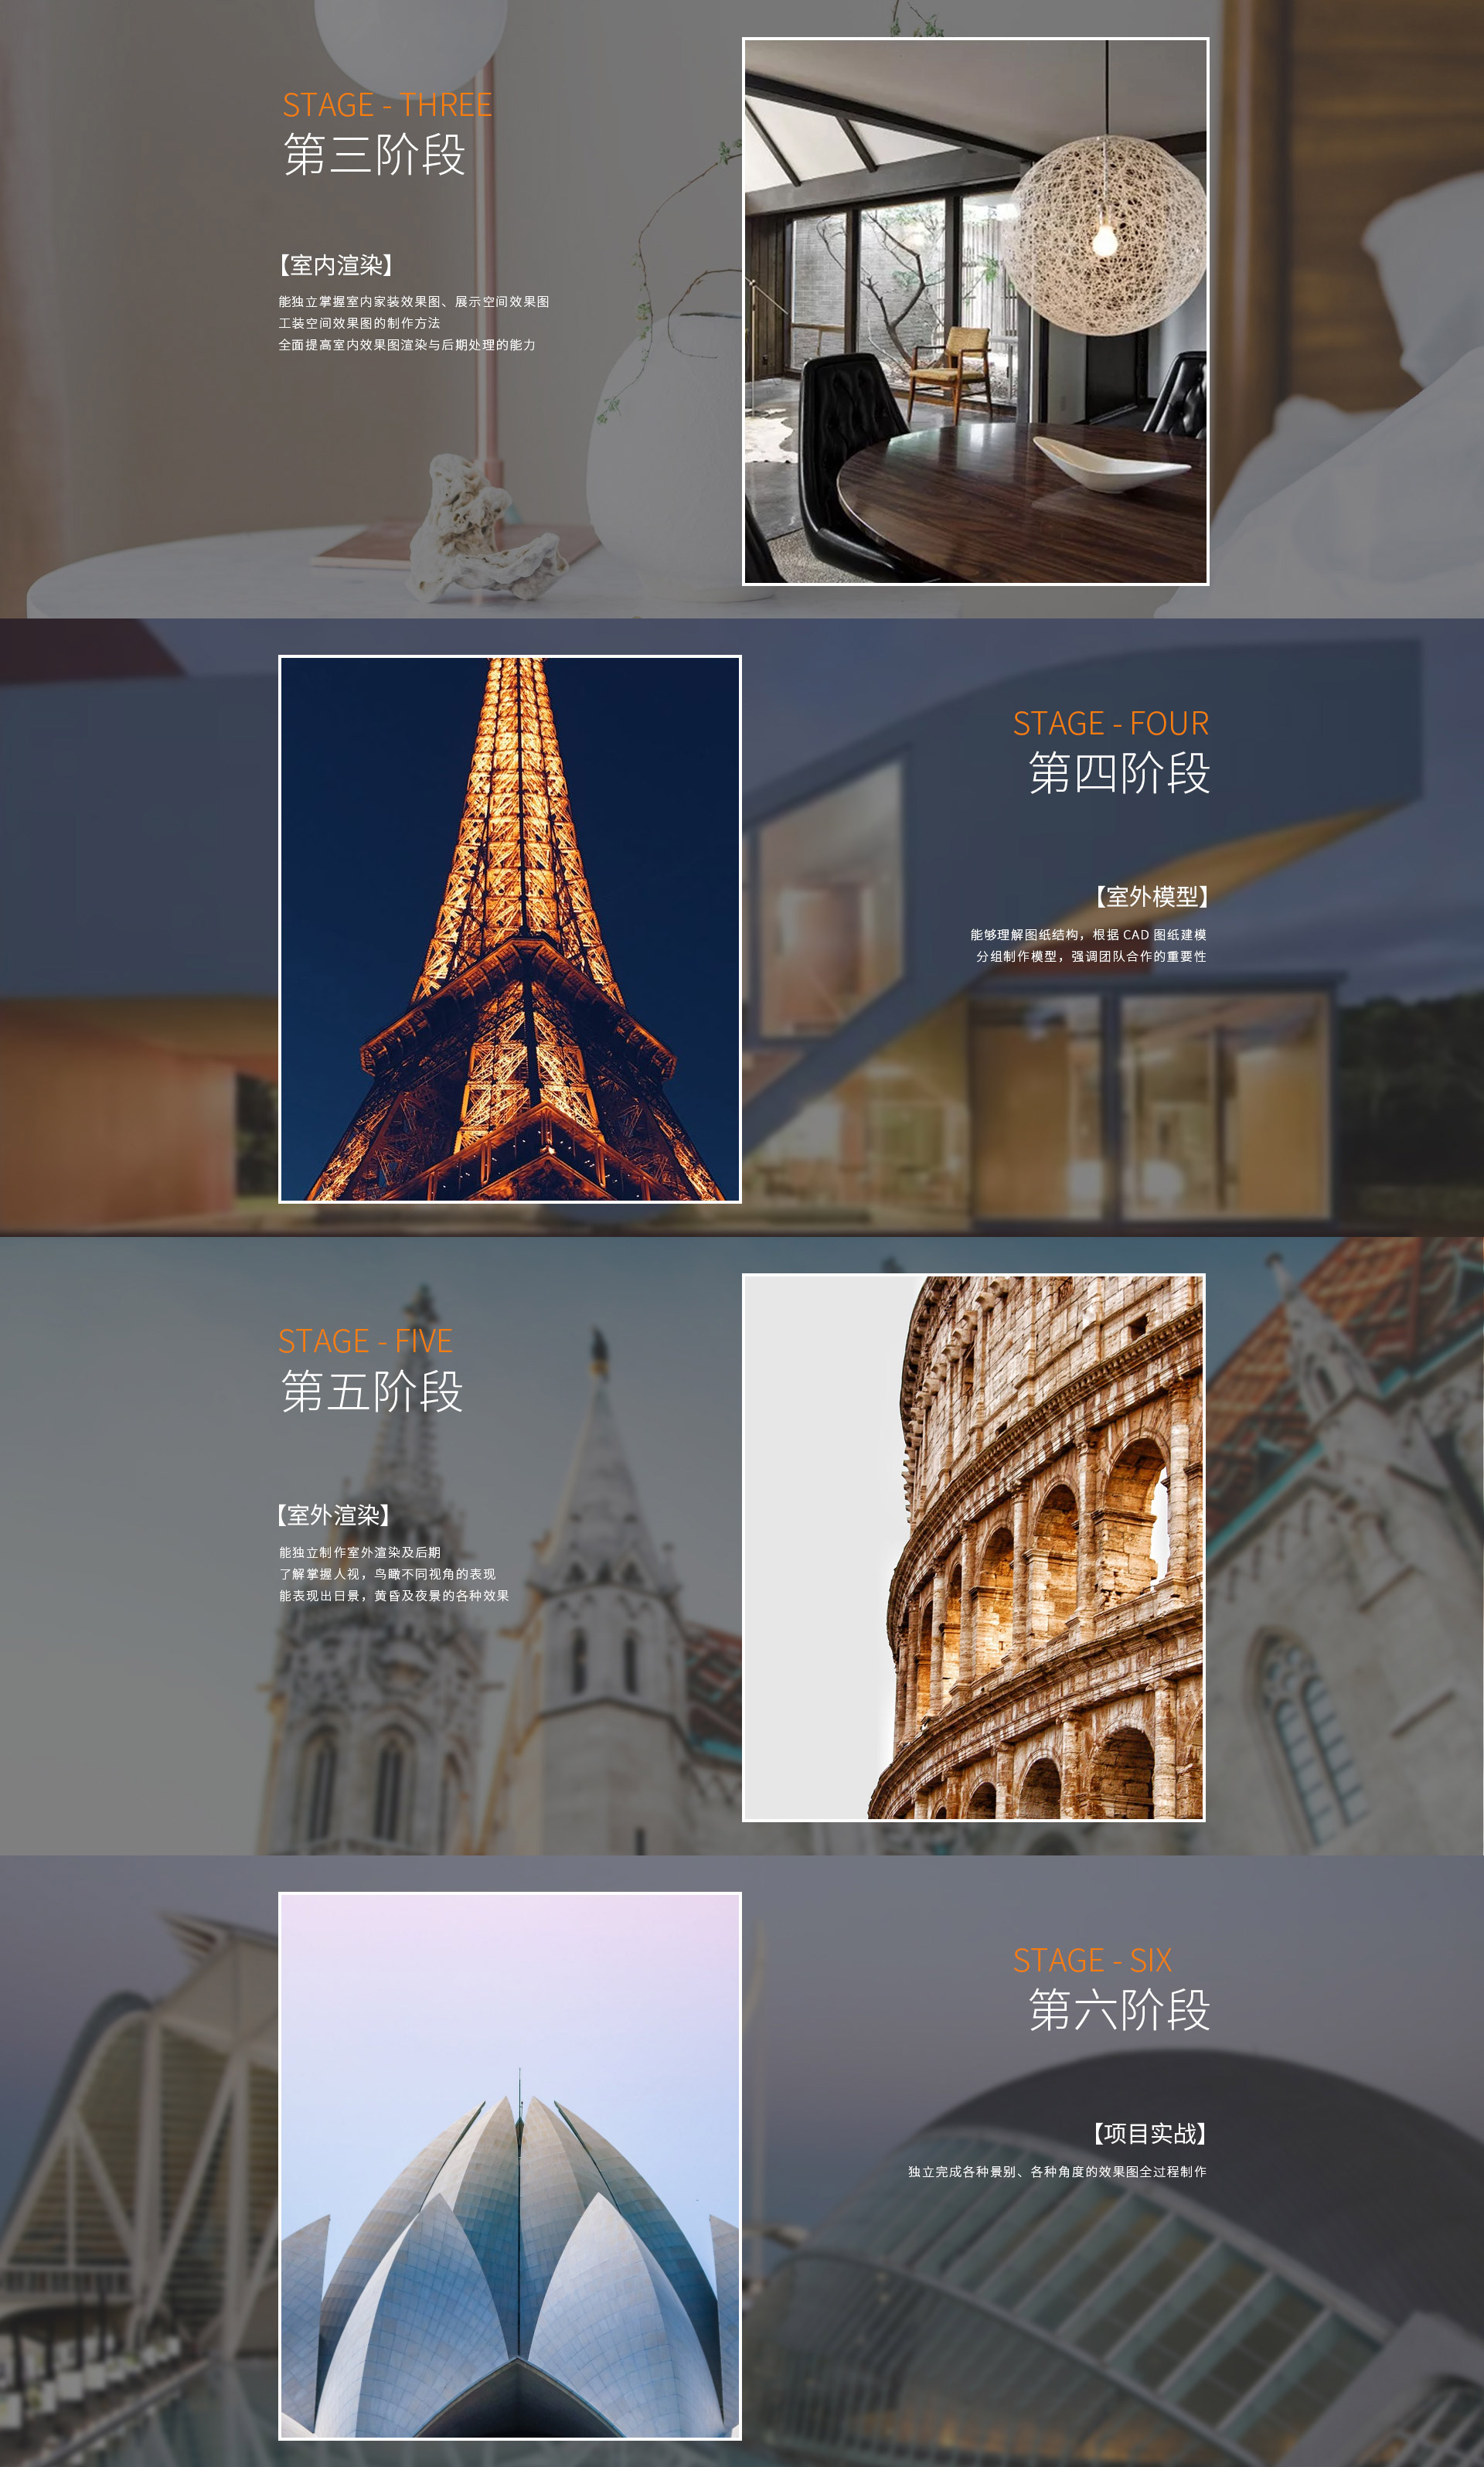 STAGE - THREE
第三阶段
【室内渲染】
能独立掌握室内家装效果图、展示空间效果图
工装空间效果图的制作方法
全面提高室内效果图渲染与后期处理的能力
STAGE - FOUR
第四阶段
【室外模型】
能够理解图纸结构，根据 CAD 图纸建模
分组制作模型，强调团队合作的重要性
STAGE - FIVE
第五阶段
【室外渲染】
能独立制作室外渲染及后期
了解掌握人视，鸟瞰不同视角的表现
能表现出日景，黄昏及夜景的各种效果
STAGE - SIX
第六阶段
【项目实战】
独立完成各种景别、各种角度的效果图全过程制作